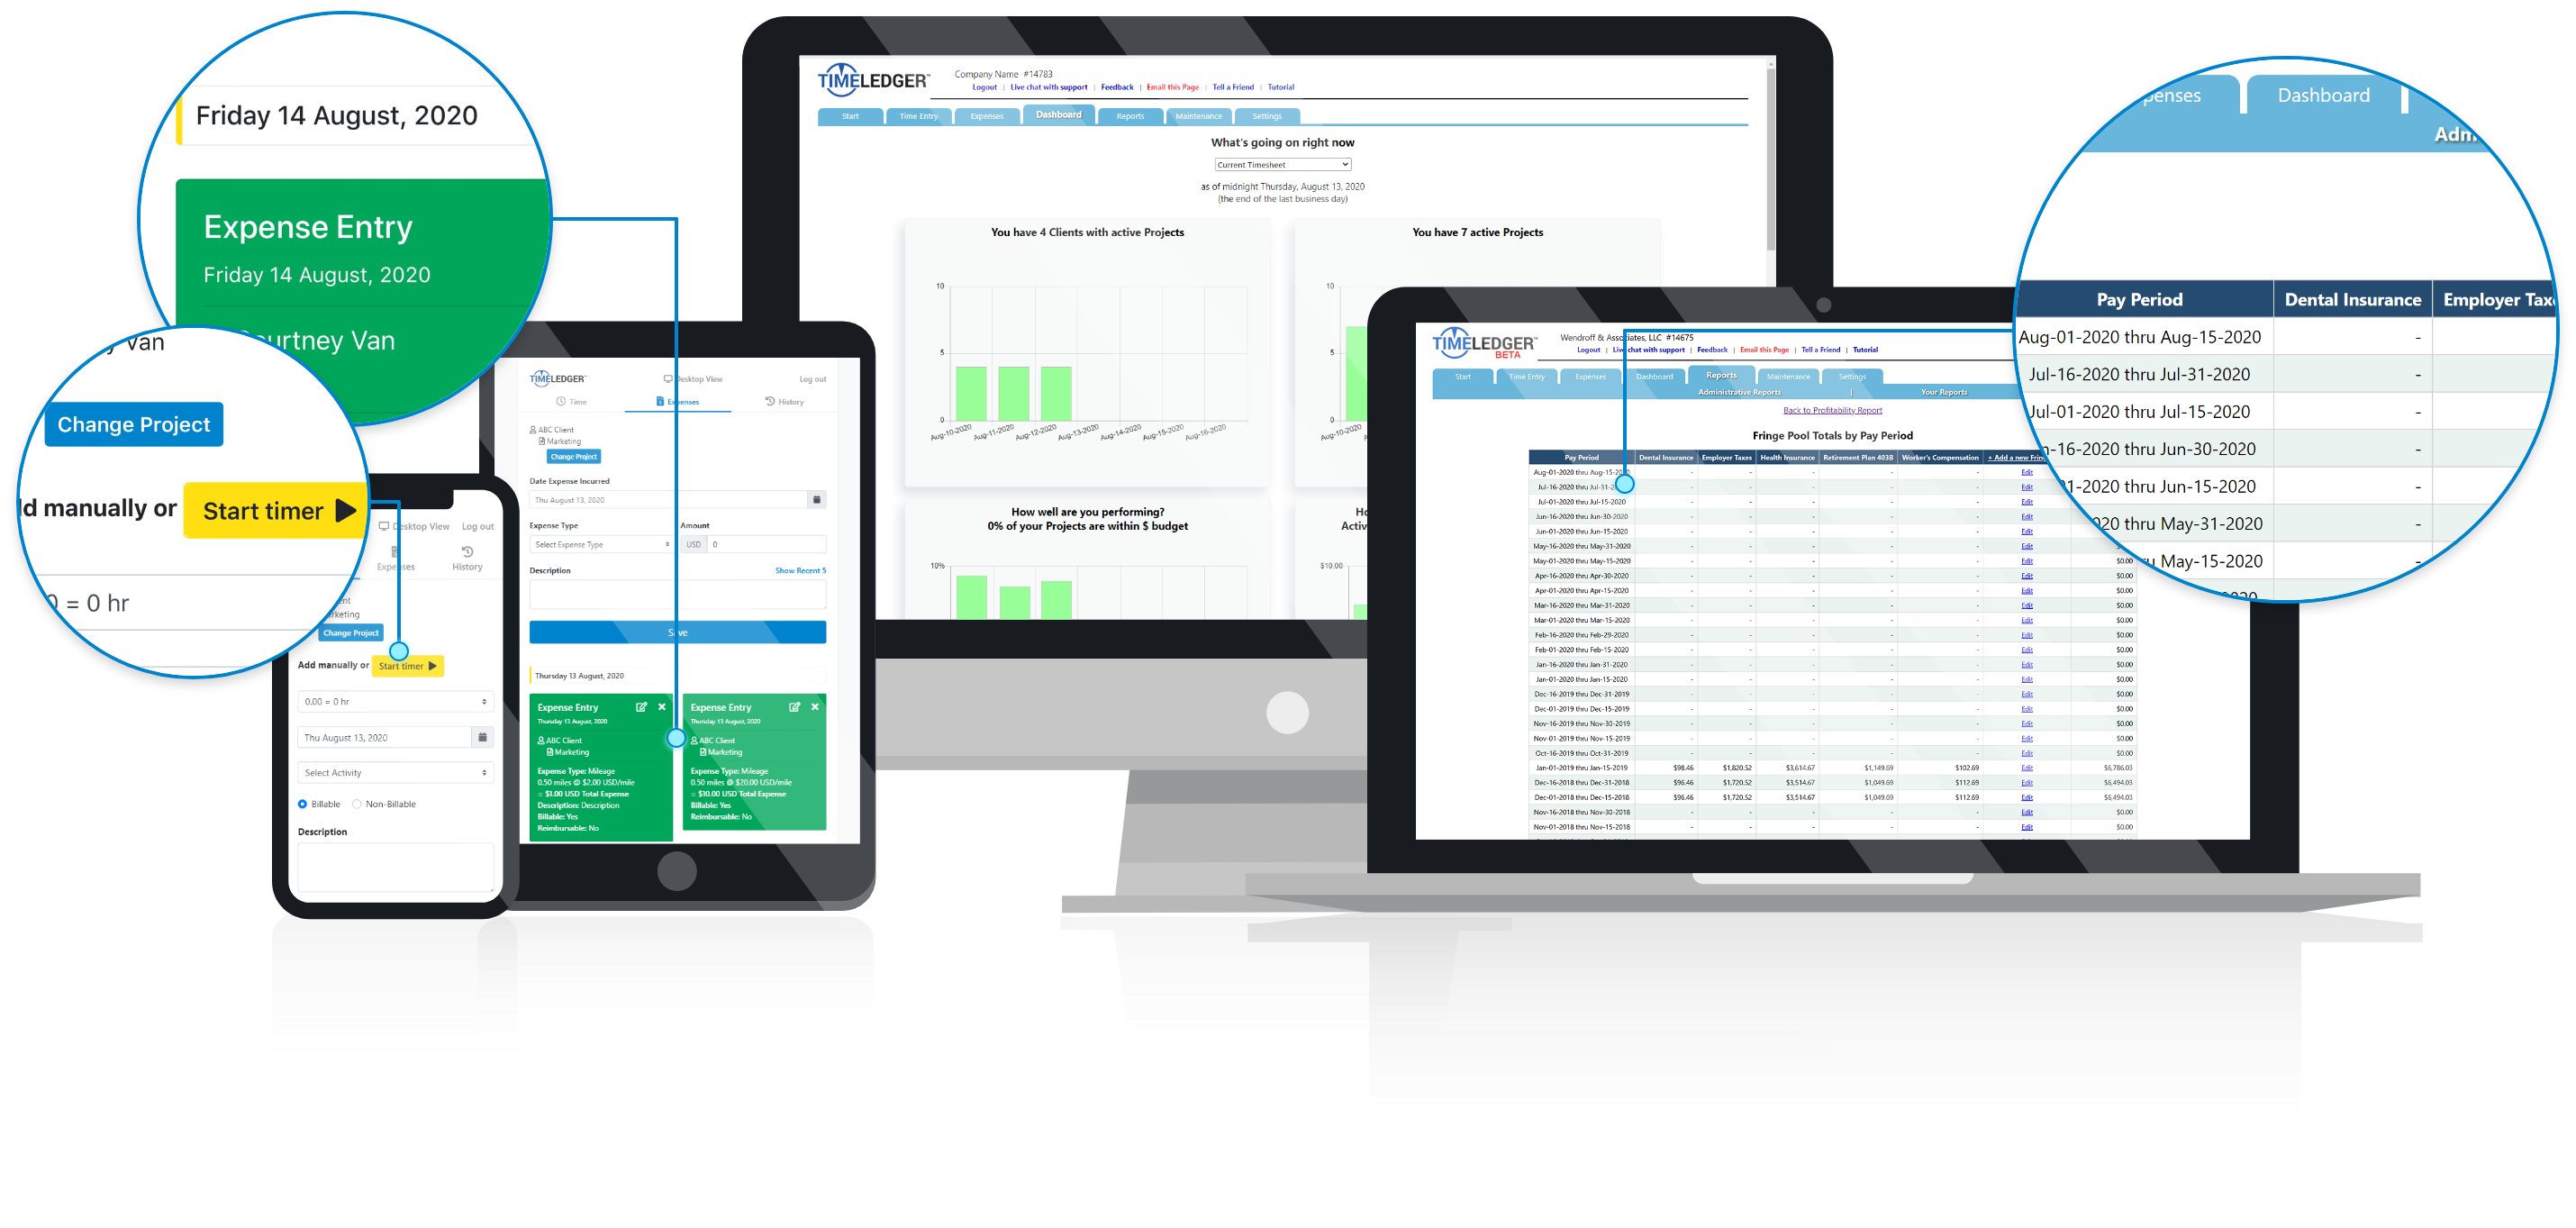 Friday 14 August, 2020
Expense Entry
Friday 14 August, 2020
urtney Van
Van
Change Project
d manually or Start timer
= 0 hr
Desktop View Log out
Expenses History
Change Project
Add manually or Start timer
0.00 = 0 hr
Thu August 13, 2020
Select Activity
Billable Non-Billable
Description
TIMELEDGER Desktop View Log out
Time Expenses History
ABC Client
Marketing
Change Project
Date Expense Incurred
Thu August 13, 2020
Expense Type Amount
Select Expense Type USD 0
Description Show Recent 5
Save
Thursday 13 August, 2020
Expense Entry
Thursday 13 August, 2020
ABC Client
Marketing
Expense Type: Mileage
0.50 miles @ $2.00 USD/mile
= $1.00 USD Total Expense
Description: Description
Billable: Yes
Reimbursable: No
Expense Entry
Thursday 13 August, 2020
ABC Client
Marketing
Expense Type: Mileage
0.50 miles @ $20.00 USD/mile
= $10.00 USD Total Expense
Billable: Yes
Reimbursable: No
TIMELEDGER™ Company Name #14783
Logout | Live chat with support | Feedback | Email this Page | Tell a Friend | Tutorial
Start Time Entry Expenses Dashboard Reports Maintenance Settings
What's going on right now
Current Timesheet
as of midnight Thursday, August 13, 2020
(the end of the last business day)
You have 4 Clients with active Projects
10
5
0
Aug-10-2020 Aug-11-2020 Aug-12-2020 Aug-13-2020 Aug-14-2020 Aug-15-2020 Aug-16-2020
You have 7 active Projects
10
5
0
Aug-10-2020
How well are you performing?
0% of your Projects are within $ budget
10%
Ho
Activ
$10.00
TIMELEDGER™ BETA Wendroff & Associates, LLC #14675
Logout | Live chat with support | Feedback | Email this Page | Tell a Friend | Tutorial
Start Time Entry Expenses Dashboard Reports Maintenance Settings
Administrative Reports | Your Reports
Back to Profitability Report
Fringe Pool Totals by Pay Period
Pay Period Dental Insurance Employer Taxes Health Insurance Retirement Plan 403B Worker's Compensation + Add a new Frin
Aug-01-2020 thru Aug-15-2020 - - - - - Edit
Jul-16-2020 thru Jul-31-2020 - - - - - Edit
Jul-01-2020 thru Jul-15-2020 - - - - - Edit
Jun-16-2020 thru Jun-30-2020 - - - - - Edit
Jun-01-2020 thru Jun-15-2020 - - - - - Edit
May-16-2020 thru May-31-2020 - - - - - Edit
May-01-2020 thru May-15-2020 - - - - - Edit $0.00
Apr-16-2020 thru Apr-30-2020 - - - - - Edit $0.00
Apr-01-2020 thru Apr-15-2020 - - - - - Edit $0.00
Mar-16-2020 thru Mar-31-2020 - - - - - Edit $0.00
Mar-01-2020 thru Mar-15-2020 - - - - - Edit $0.00
Feb-16-2020 thru Feb-29-2020 - - - - - Edit $0.00
Feb-01-2020 thru Feb-15-2020 - - - - - Edit $0.00
Jan-16-2020 thru Jan-31-2020 - - - - - Edit $0.00
Jan-01-2020 thru Jan-15-2020 - - - - - Edit $0.00
Dec-16-2019 thru Dec-31-2019 - - - - - Edit $0.00
Dec-01-2019 thru Dec-15-2019 - - - - - Edit $0.00
Nov-16-2019 thru Nov-30-2019 - - - - - Edit $0.00
Nov-01-2019 thru Nov-15-2019 - - - - - Edit $0.00
Oct-16-2019 thru Oct-31-2019 - - - - - Edit $0.00
Jan-01-2019 thru Jan-15-2019 $98.46 $1,820.52 $3,614.67 $1,149.69 $102.69 Edit $6,786.03
Dec-16-2018 thru Dec-31-2018 $96.46 $1,720.52 $3,514.67 $1,049.69 $112.69 Edit $6,494.03
Dec-01-2018 thru Dec-15-2018 $96.46 $1,720.52 $3,514.67 $1,049.69 $112.69 Edit $6,494.03
Nov-16-2018 thru Nov-30-2018 - - - - - Edit $0.00
Nov-01-2018 thru Nov-15-2018 - - - - - Edit $0.00
penses Dashboard
Adm
Pay Period Dental Insurance Employer Taxe
Aug-01-2020 thru Aug-15-2020 -
Jul-16-2020 thru Jul-31-2020 -
Jul-01-2020 thru Jul-15-2020 -
n-16-2020 thru Jun-30-2020 -
01-2020 thru Jun-15-2020 -
020 thru May-31-2020 -
u May-15-2020 -